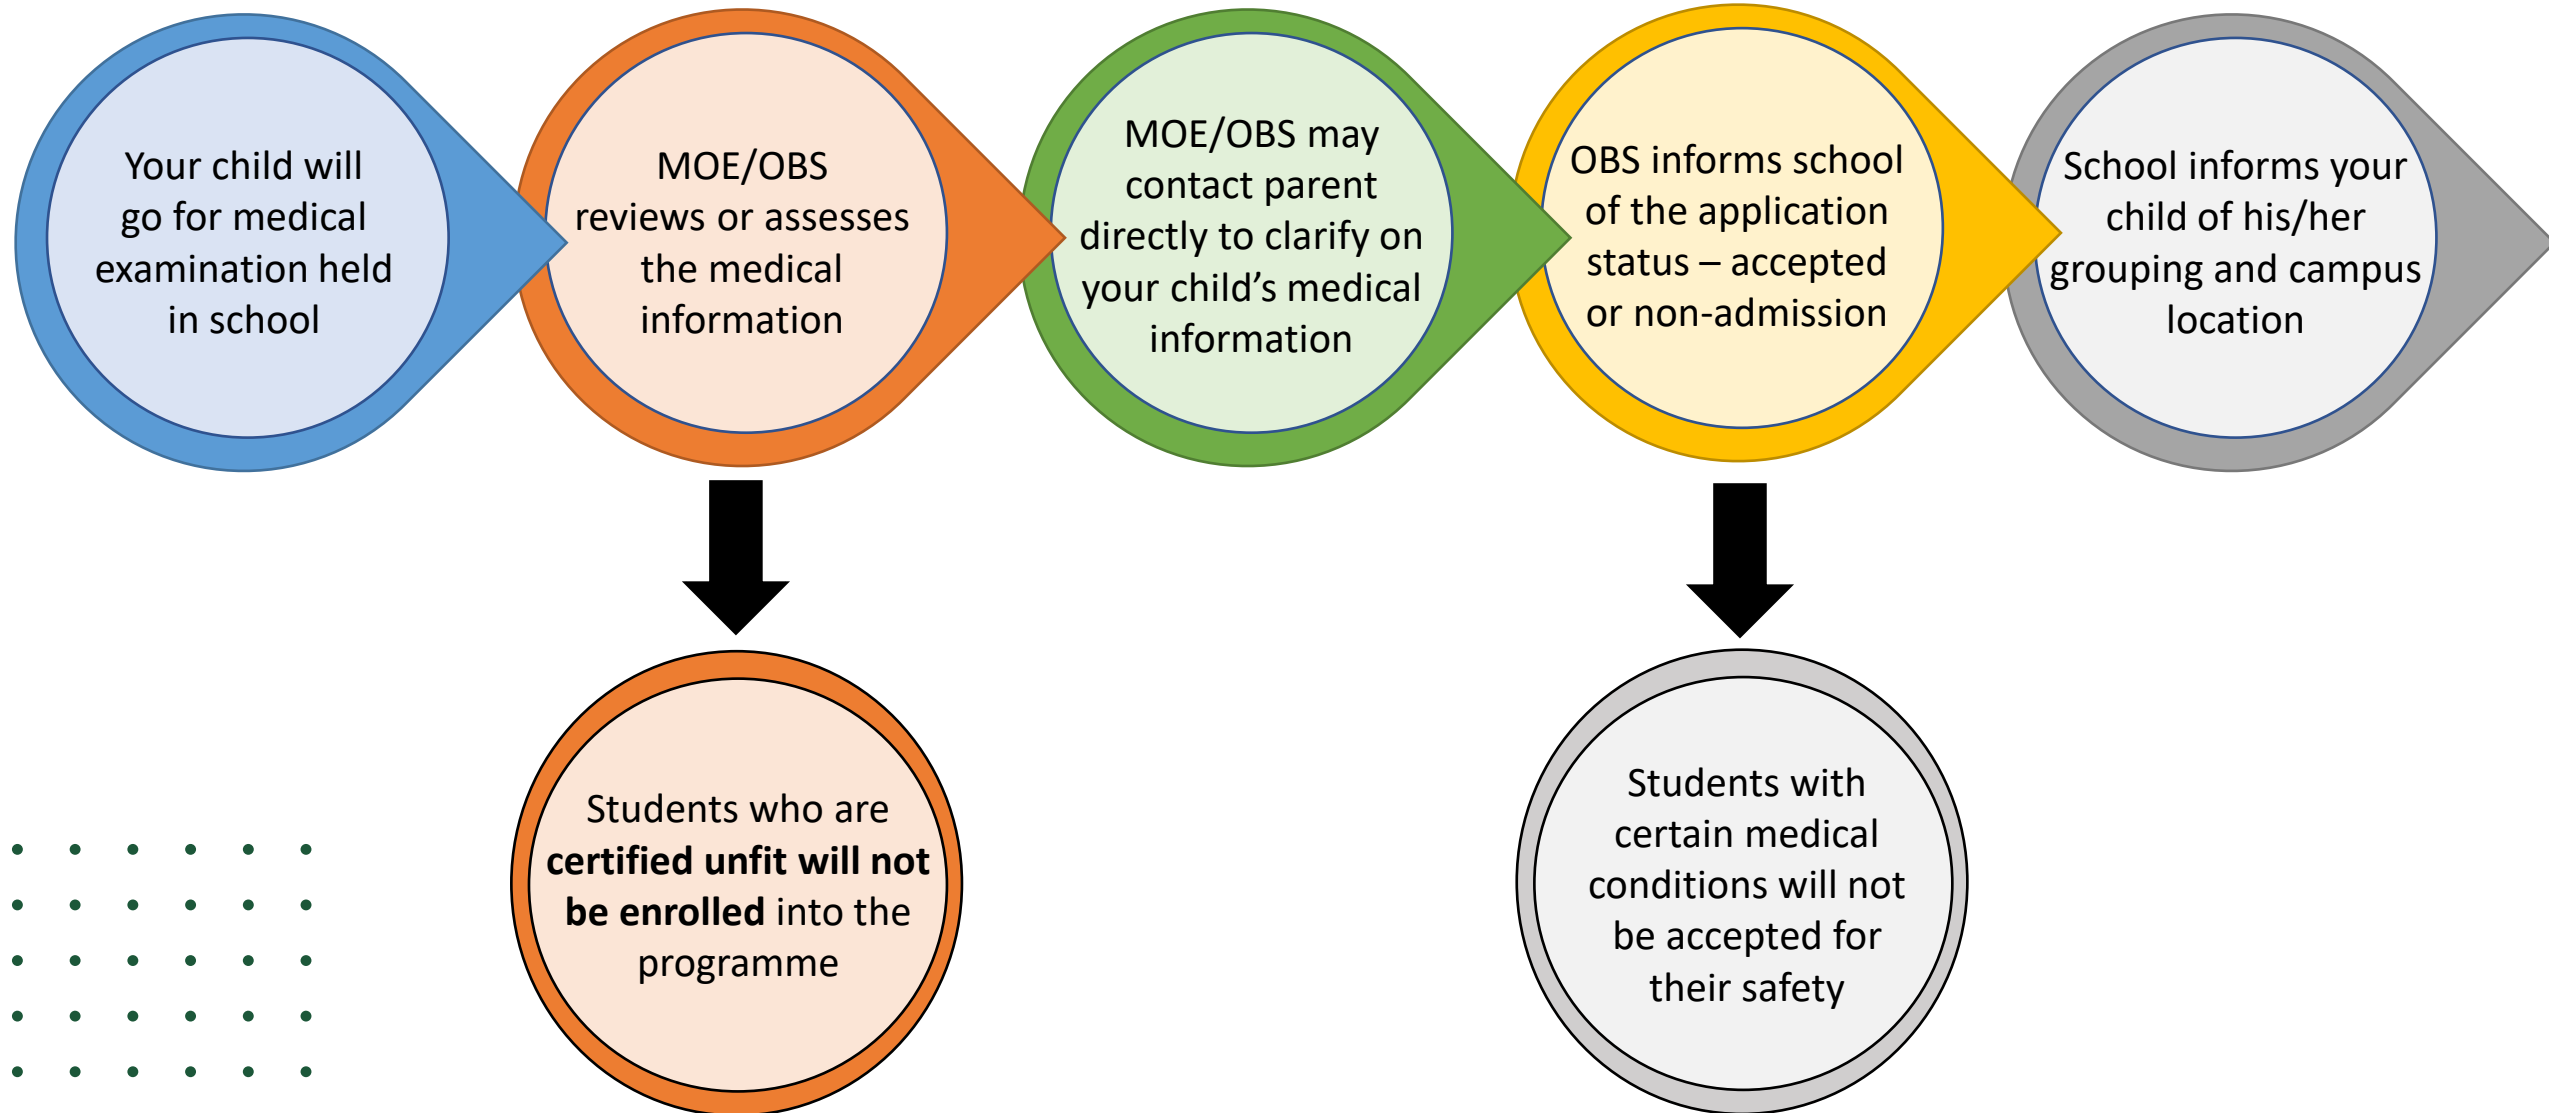 Your child will
go for medical
examination held
in school
MOE/OBS
reviews or assesses
the medical
information
MOE/OBS may
contact parent
directly to clarify on
your child’s medical
information
OBS informs school
of the application
status – accepted
or non-admission
School informs your
child of his/her
grouping and campus
location
Students who are
certified unfit will not
be enrolled into the
programme
Students with
certain medical
conditions will not
be accepted for
their safety